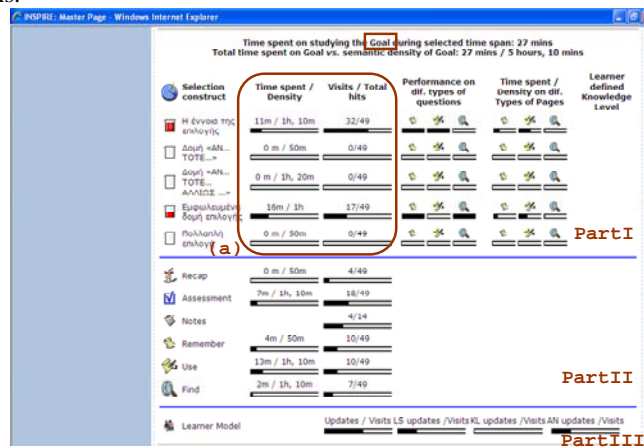 ns.
INSPIRE: Master Page - Windows Internet Explorer
Time spent on studying the Goal during selected time span: 27 mins
Total time spent on Goal vs. semantic density of Goal: 27 mins / 5 hours, 10 mins
Selection construct Time spent / Density Visits / Total hits Performance on dif. types of questions Time spent / Density on dif. Types of Pages Learner defined Knowledge Level
Η έννοια της επιλογής 11m / 1h, 10m 32/49
Δομή «ΑΝ... ΤΟΤΕ...» 0 m / 50m 0/49
Δομή «ΑΝ... ΤΟΤΕ... ΑΛΛΙΩΣ ...» 0 m / 1h, 20m 0/49
Εμφωλευμένη δομή επιλογής 16m / 1h 17/49
Πολλαπλή επιλογή 0 m / 50m 0/49
PartI
(a)
Recap 0 m / 50m 4/49
Assessment 7m / 1h, 10m 18/49
Notes 4/14
Remember 4m / 50m 10/49
Use 13m / 1h, 10m 10/49
Find 2m / 1h, 10m 7/49
PartII
Learner Model Updates / Visits LS updates /Visits KL updates /Visits AN updates /Visits
PartIII